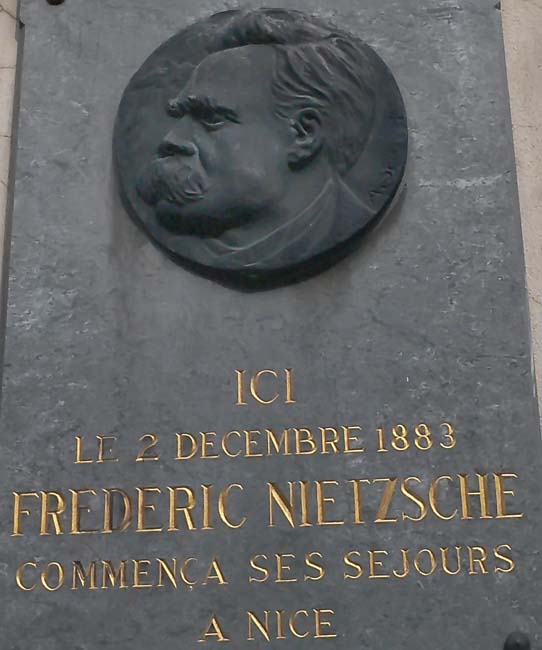 ICI
LE 2 DECEMBRE 1883
FREDERIC NIETZSCHE
COMMENÇA SES SEJOURS
A NICE